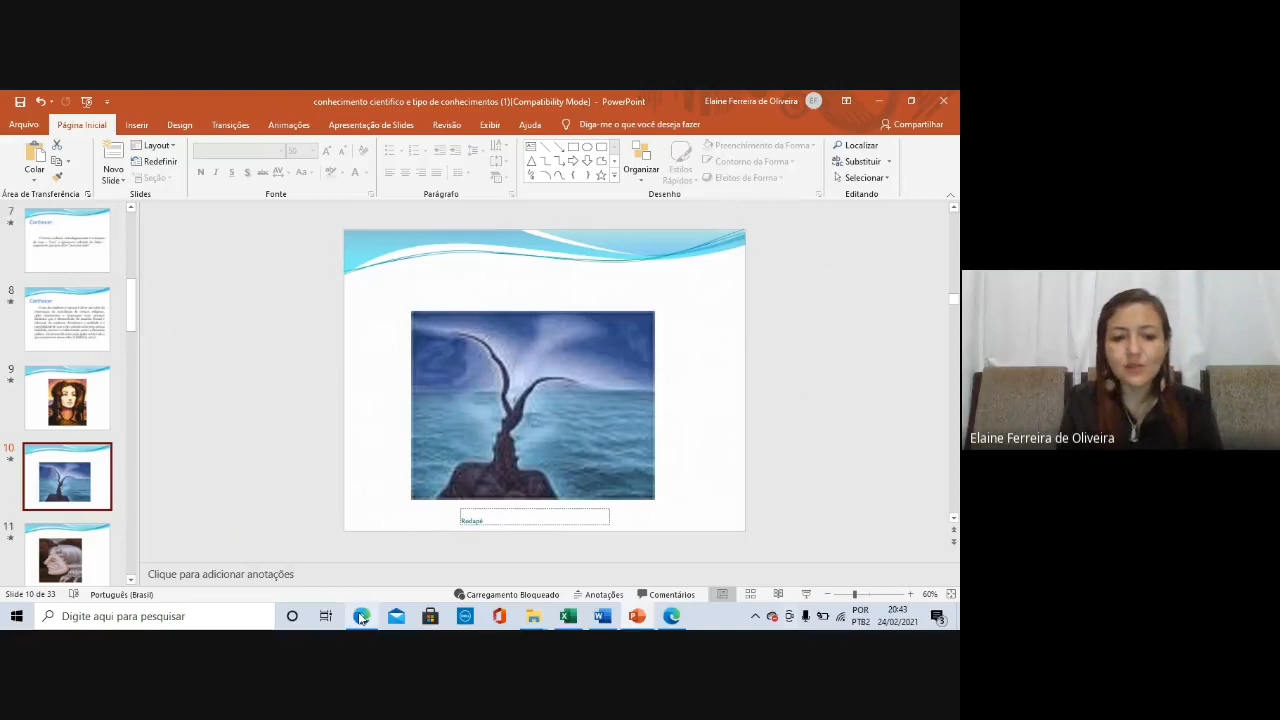 conhecimento cientifico e tipo de conhecimentos (1)[Compatibility Mode] – PowerPoint
Elaine Ferreira de Oliveira
EF
Arquivo
Página Inicial
Inserir
Design
Transições
Animações
Apresentação de Slides
Revisão
Exibir
Ajuda
Diga-me o que você deseja fazer
Compartilhar
Colar
Novo Slide
Layout
Redefinir
Seção
50
Organizar
Estilos Rápidos
Preenchimento da Forma
Contorno da Forma
Efeitos de Forma
Localizar
Substituir
Selecionar
Área de Transferência
Slides
Fonte
Parágrafo
Desenho
Editando
7
Conhecer
8
Conhecer
9
10
11
Rodapé
Clique para adicionar anotações
Slide 10 de 33
Português (Brasil)
Carregamento Bloqueado
Anotações
Comentários
60%
Digite aqui para pesquisar
POR
PTB2
20:43
24/02/2021
3
Elaine Ferreira de Oliveira